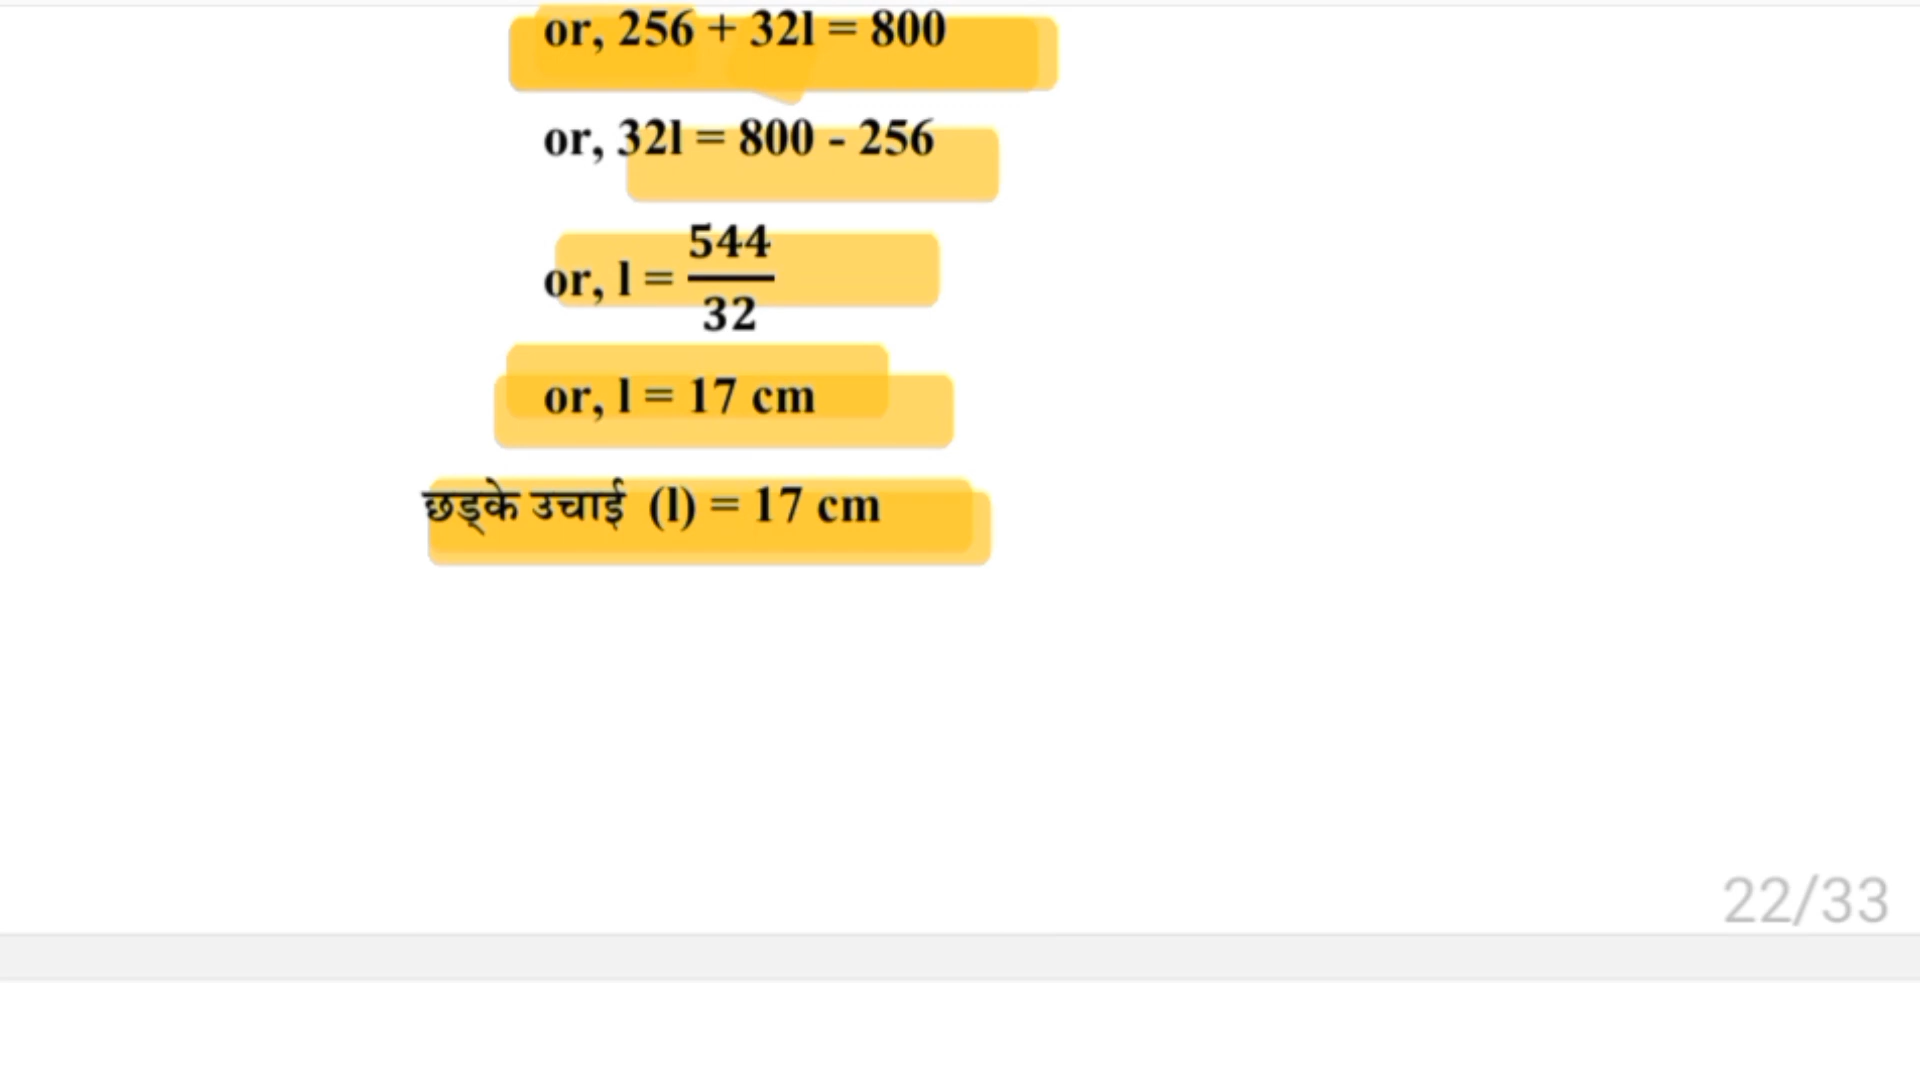 or, 256 + 32l = 800
or, 32l = 800 - 256
or, l = 544/32
or, l = 17 cm
छड्के उचाई (l) = 17 cm
22/33